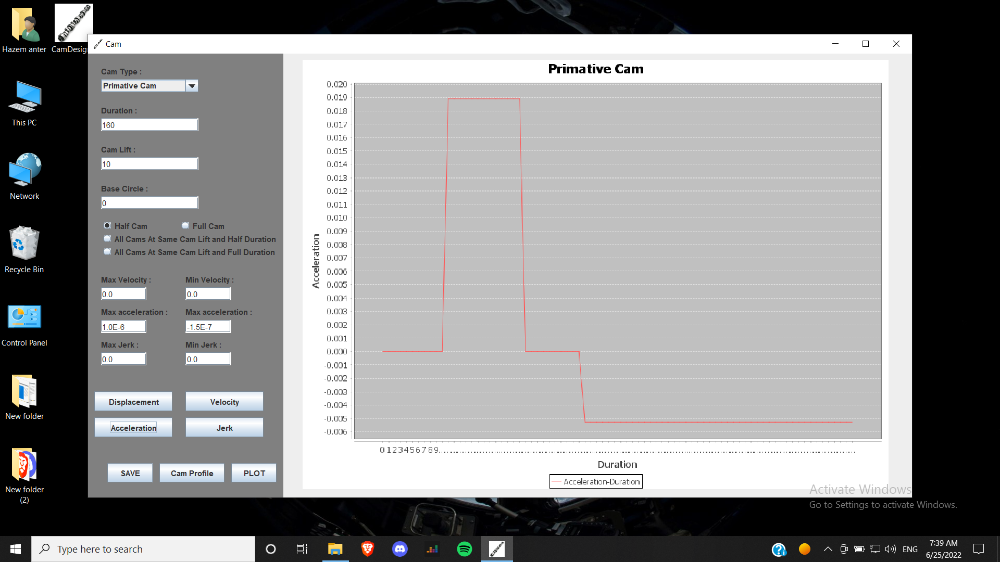 Hazem anter
CamDesig
This PC
Network
Recycle Bin
Control Panel
New folder
New folder
(2)
Cam
Cam Type :
Primative Cam
Duration :
160
Cam Lift :
10
Base Circle :
0
Half Cam
Full Cam
All Cams At Same Cam Lift and Half Duration
All Cams At Same Cam Lift and Full Duration
Max Velocity :
Min Velocity :
0.0
0.0
Max acceleration :
Max acceleration :
1.0E-6
-1.5E-7
Max Jerk :
Min Jerk :
0.0
0.0
Displacement
Velocity
Acceleration
Jerk
SAVE
Cam Profile
PLOT
Primative Cam
0.020
0.019
0.018
0.017
0.016
0.015
0.014
0.013
0.012
0.011
0.010
0.009
0.008
0.007
0.006
0.005
0.004
0.003
0.002
0.001
0.000
-0.001
-0.002
-0.003
-0.004
-0.005
-0.006
Acceleration
0 1 2 3 4 5 6 7 8 9
Duration
Acceleration-Duration
Activate Windows
Go to Settings to activate Windows.
Type here to search
ENG
7:39 AM
6/25/2022